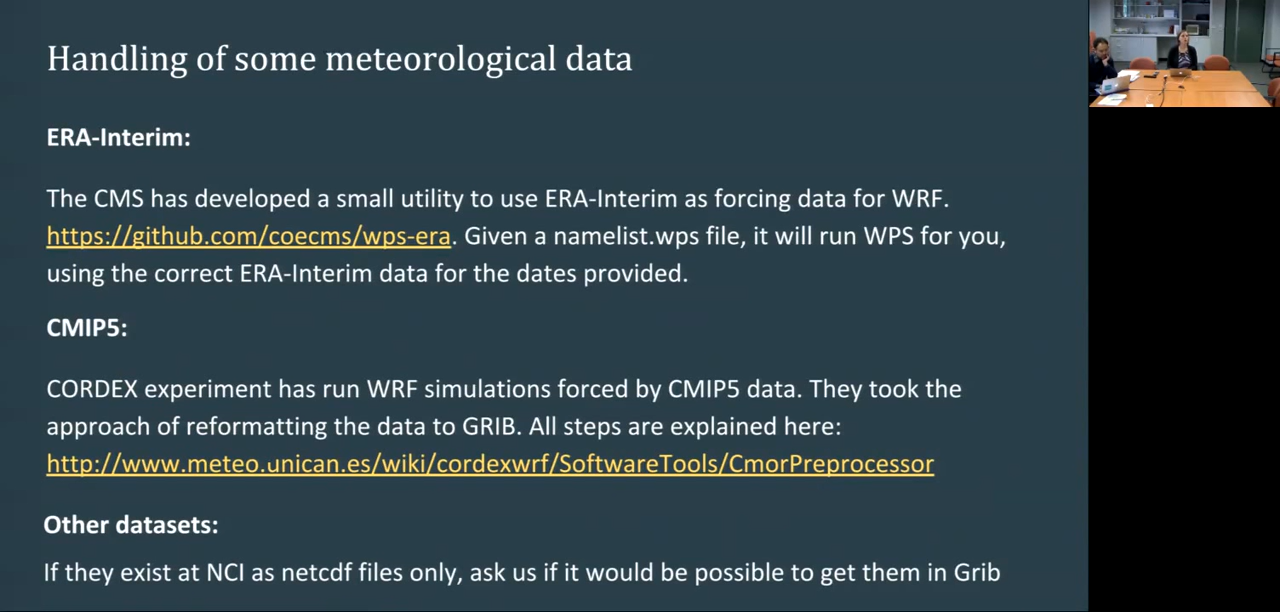 Handling of some meteorological data
ERA-Interim:
The CMS has developed a small utility to use ERA-Interim as forcing data for WRF.
https://github.com/coecms/wps-era. Given a namelist.wps file, it will run WPS for you,
using the correct ERA-Interim data for the dates provided.
CMIP5:
CORDEX experiment has run WRF simulations forced by CMIP5 data. They took the
approach of reformatting the data to GRIB. All steps are explained here:
http://www.meteo.unican.es/wiki/cordexwrf/SoftwareTools/CmorPreprocessor
Other datasets:
If they exist at NCI as netcdf files only, ask us if it would be possible to get them in Grib